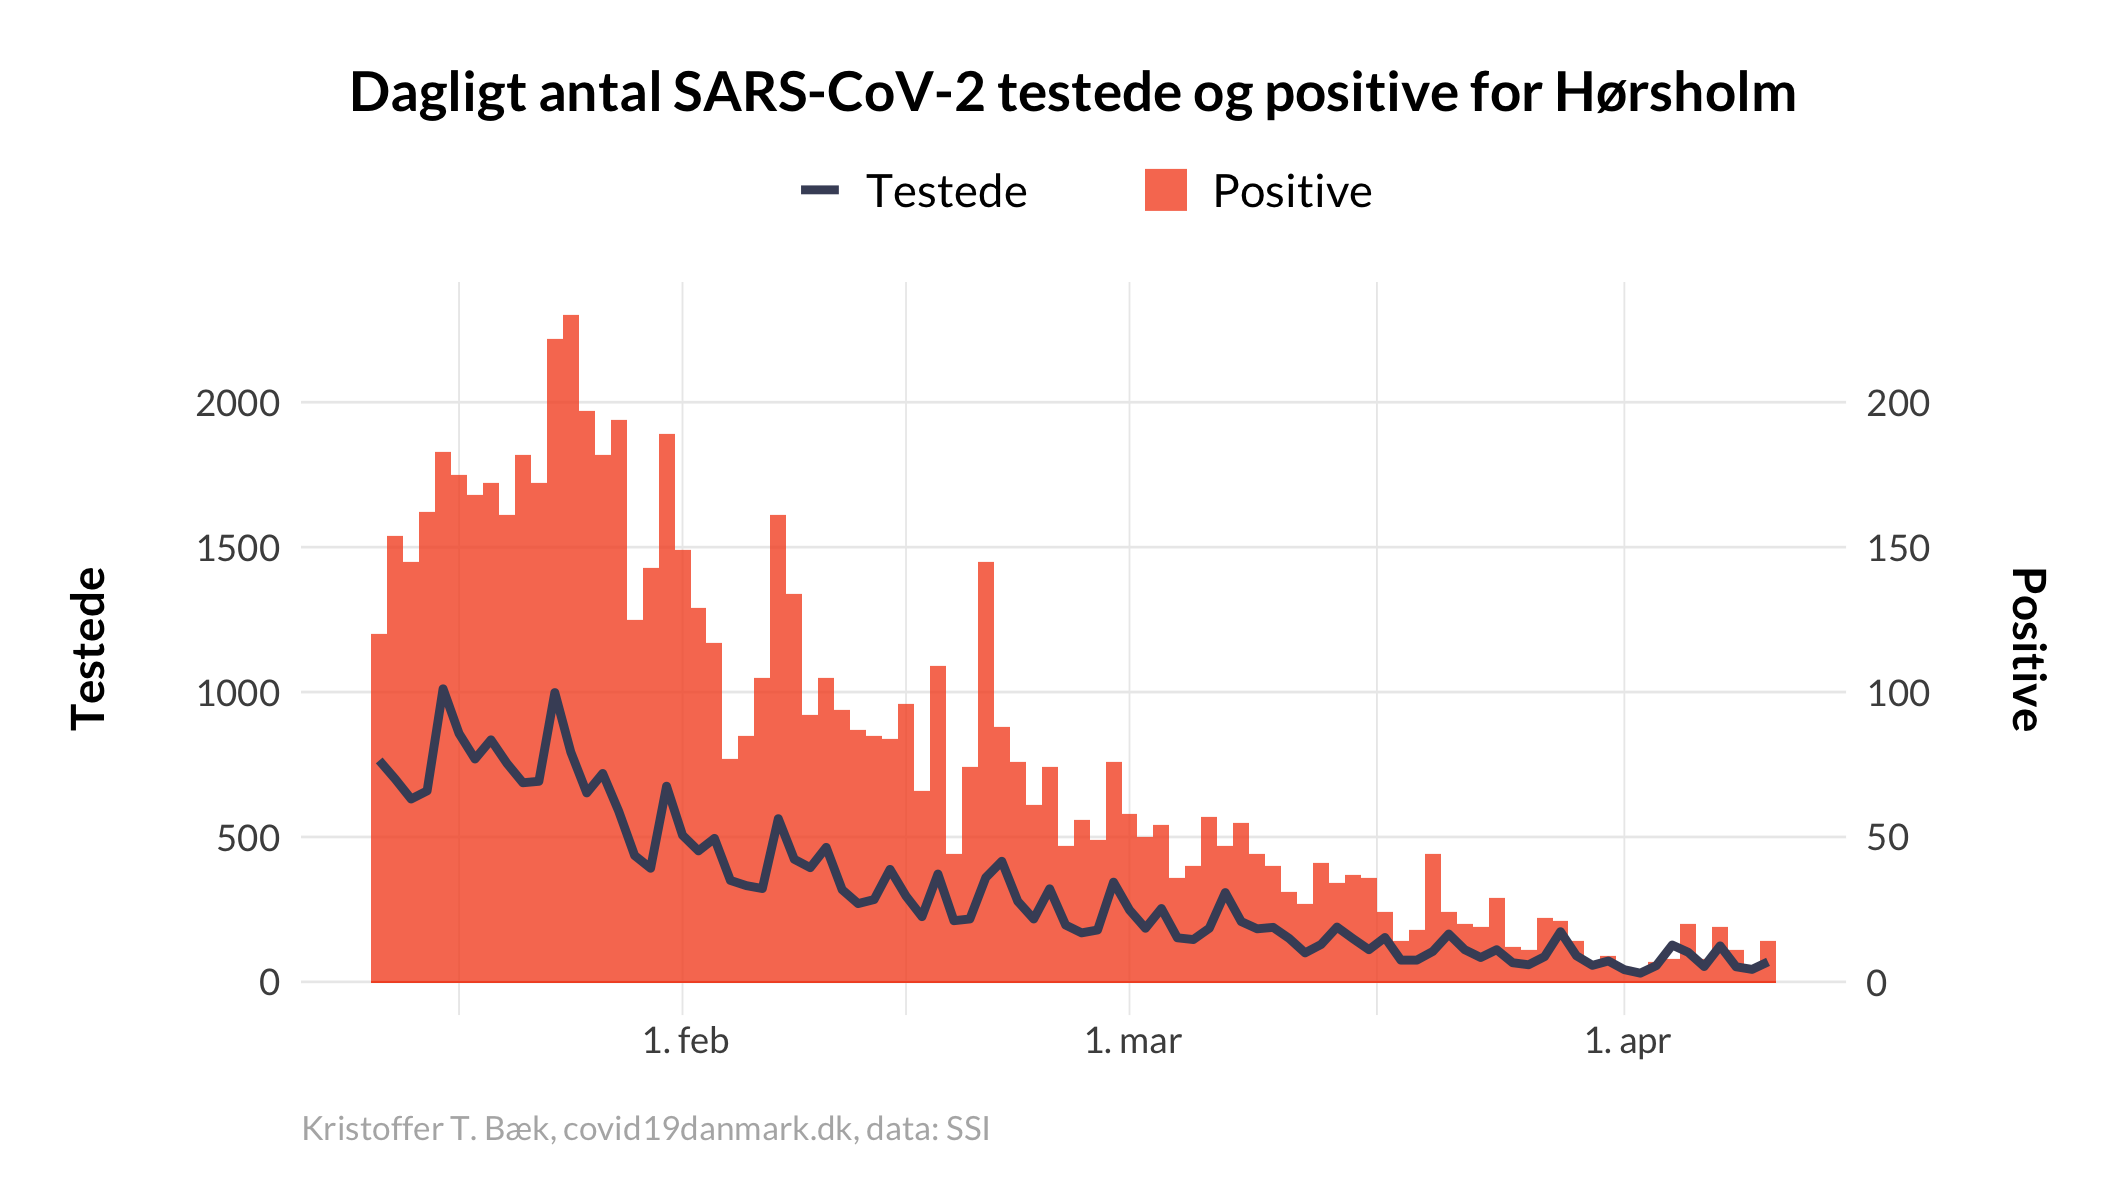 Dagligt antal SARS-CoV-2 testede og positive for Hørsholm
Testede
Positive
2000
1500
1000
500
0
Testede
200
150
100
50
0
Positive
1. feb
1. mar
1. apr
Kristoffer T. Bæk, covid19danmark.dk, data: SSI